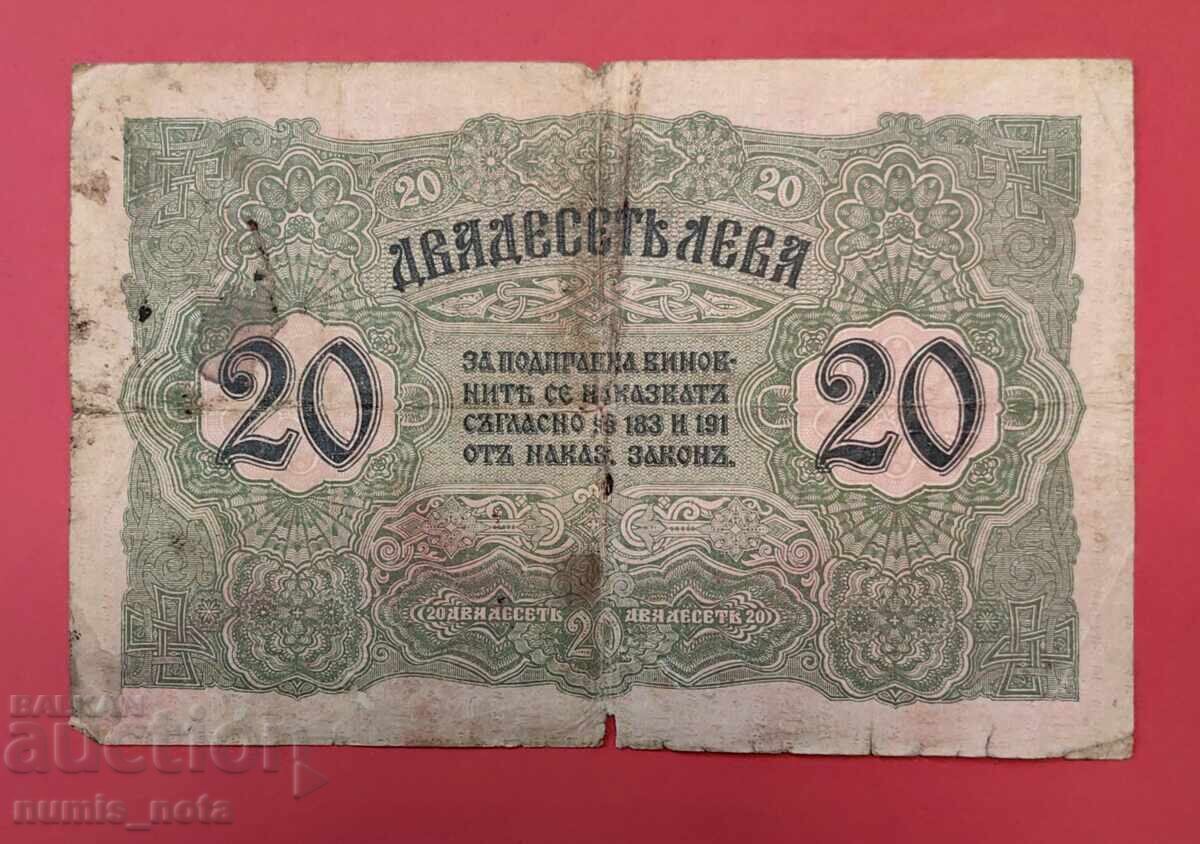 20 20
ДВАДЕСЕТЬ ЛЕВА
20 20
ЗА ПОДПРАВКА ВИНОВ-
НИТѢ СЕ НАКАЗВАТЪ
СЪГЛАСНО §§ 183 И 191
ОТЪ НАКАЗ. ЗАКОНЪ.
20 ДВАДЕСЕТЬ 20 ДВАДЕСЕТЬ 20
BALKAN
auction
numis_nota